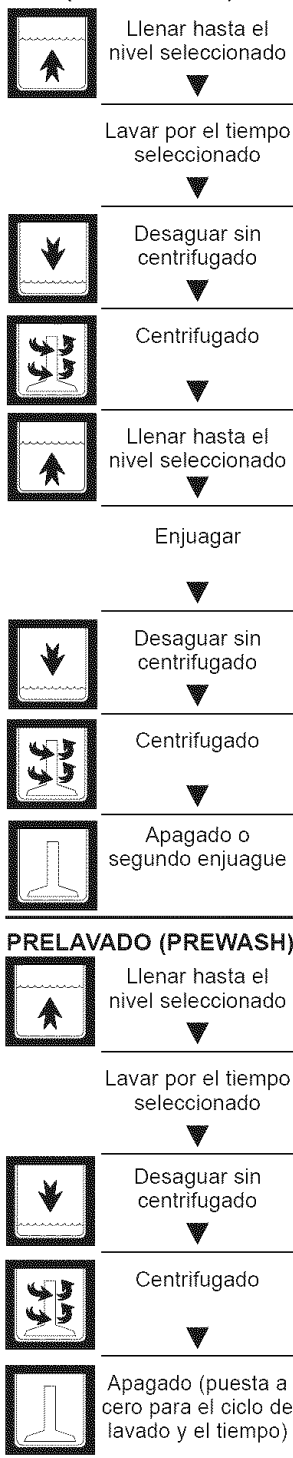 Llenar hasta el
nivel seleccionado
Lavar por el tiempo
seleccionado
Desaguar sin
centrifugado
Centrifugado
Llenar hasta el
nivel seleccionado
Enjuagar
Desaguar sin
centrifugado
Centrifugado
Apagado o
segundo enjuague
PRELAVADO (PREWASH)
Llenar hasta el
nivel seleccionado
Lavar por el tiempo
seleccionado
Desaguar sin
centrifugado
Centrifugado
Apagado (puesta a
cero para el ciclo de
lavado y el tiempo)